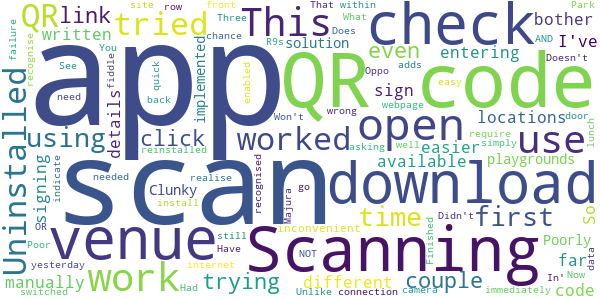 QR link tried This check QR even bother
written I've
site front row
Three within
That What Park
You Does Doesn't
failure recognise
implemented
R9s solution entering
See need chance AND
quick back Oppo adds
fiddle enabled webpage easy
app QR code
details
sign locations door
Won't wrong require
asking well simply lunch
using click worked open use easier
signing reinstalled available playgrounds
Uninstalled
indicate
scan download
needed realise recognised go
Clunky Majura
install
OR Didn't
venue Scanning time first So
Poor still NOT inconvenient Finished Poorly
yesterday Have far data
OR internet couple Now
manually work trying different In' code
switched Had Unlike connection camera immediately